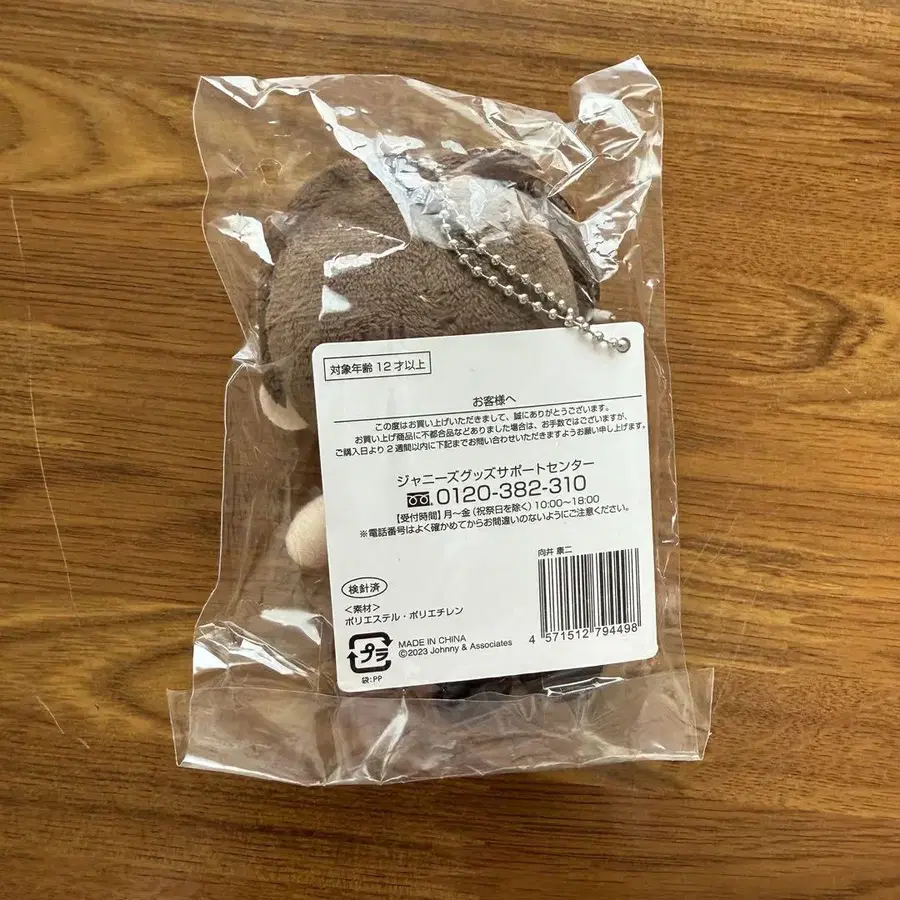 対象年齢 12 才以上
お客様へ
この度はお買い上げいただきまして、誠にありがとうございます。
お買い上げ商品に不都合品などありました場合は、お手数ではございますが、
ご購入日より 2 週間以内に下記までお問い合わせいただきますようお願い申し上げます。
ジャニーズグッズサポートセンター
0120-382-310
【受付時間】月〜金（祝祭日を除く）10:00〜18:00
※電話番号はよく確かめてからお間違いのないようにご注意ください。
向井 康二
検針済
＜素材＞
ポリエステル・ポリエチレン
プラ
袋:PP
MADE IN CHINA
©2023 Johnny & Associates
4 571512 794498